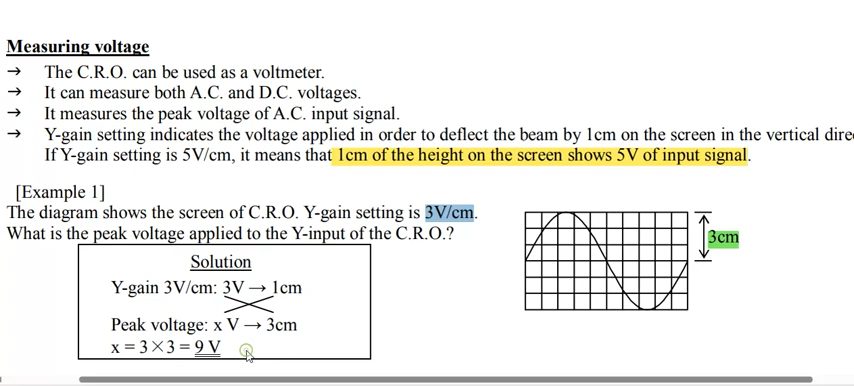 Measuring voltage
→ The C.R.O. can be used as a voltmeter.
→ It can measure both A.C. and D.C. voltages.
→ It measures the peak voltage of A.C. input signal.
→ Y-gain setting indicates the voltage applied in order to deflect the beam by 1cm on the screen in the vertical
If Y-gain setting is 5V/cm, it means that 1cm of the height on the screen shows 5V of input signal.
[Example 1]
The diagram shows the screen of C.R.O. Y-gain setting is 3V/cm.
What is the peak voltage applied to the Y-input of the C.R.O.?
3cm
Solution
Y-gain 3V/cm: 3V → 1cm
Peak voltage: x V → 3cm
x = 3×3 = 9 V